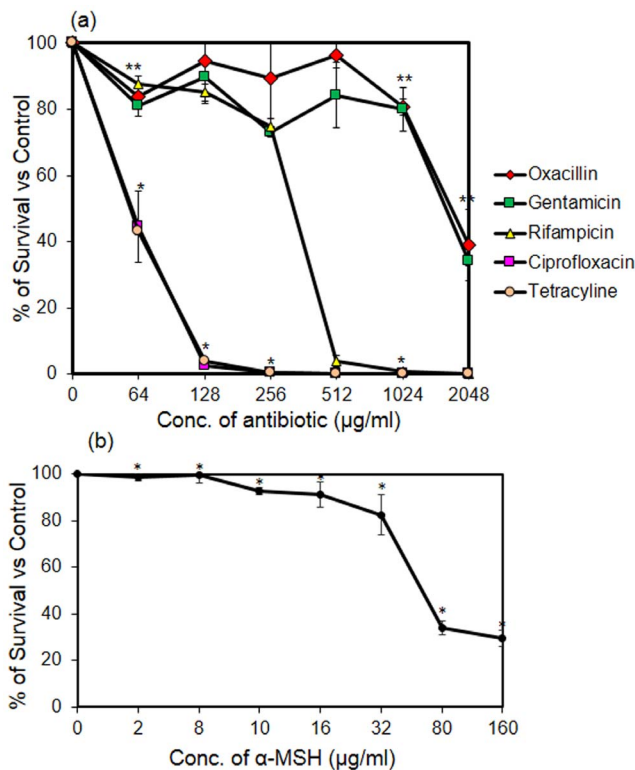 (a)
100
80
60
40
20
0
% of Survival vs Control
**
*
*
*
**
*
**
0 64 128 256 512 1024 2048
Conc. of antibiotic (µg/ml)
Oxacillin
Gentamicin
Rifampicin
Ciprofloxacin
Tetracyline
(b)
100
80
60
40
20
0
% of Survival vs Control
* * * * * * *
0 2 8 10 16 32 80 160
Conc. of α-MSH (µg/ml)